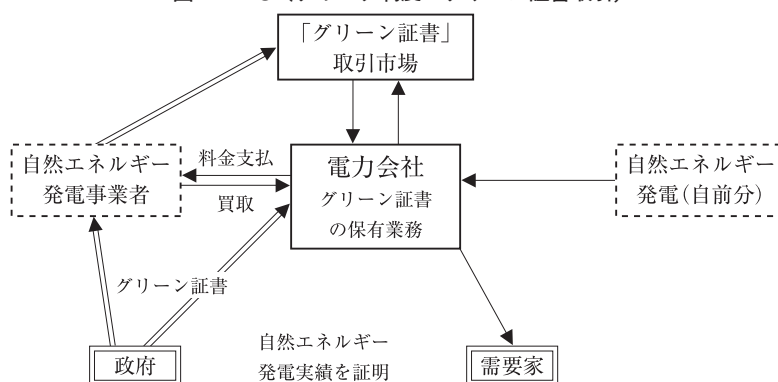 「グリーン証書」
取引市場
自然エネルギー
発電事業者
料金支払
買取
電力会社
グリーン証書
の保有業務
自然エネルギー
発電(自前分)
グリーン証書
政府
自然エネルギー
発電実績を証明
需要家